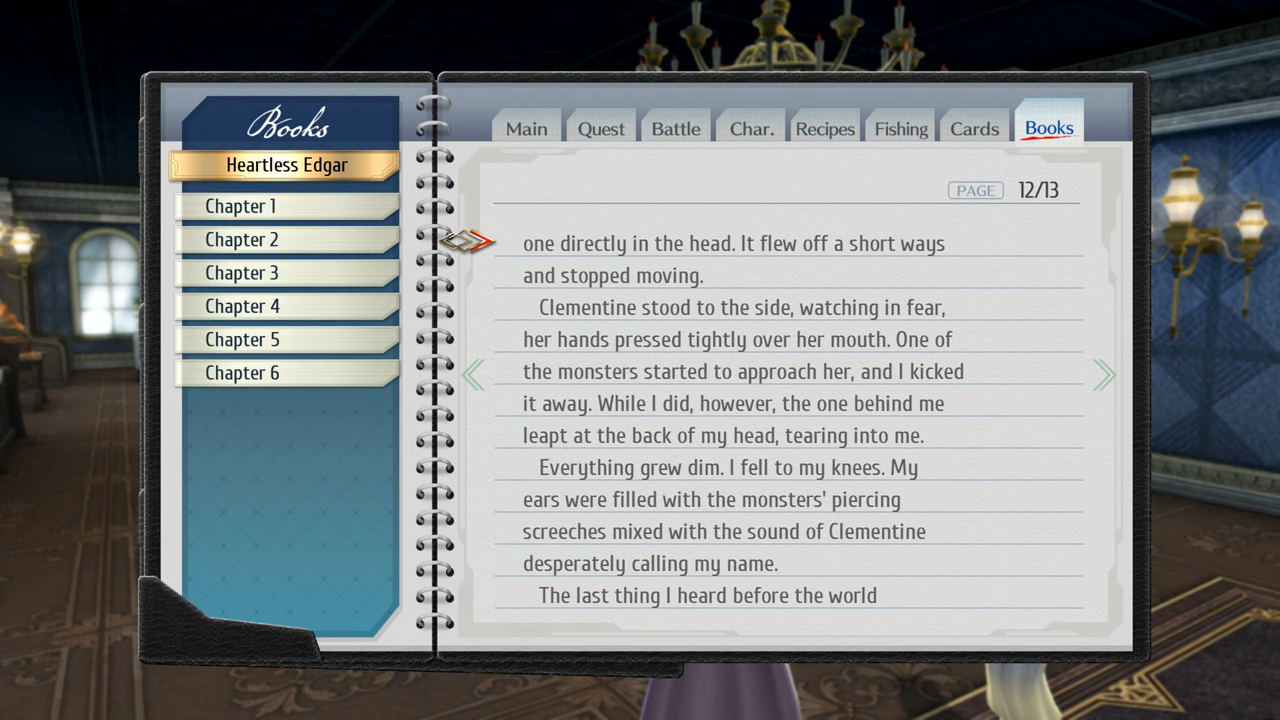 Books
Heartless Edgar
Chapter 1
Chapter 2
Chapter 3
Chapter 4
Chapter 5
Chapter 6
Main
Quest
Battle
Char.
Recipes
Fishing
Cards
Books
PAGE 12/13
one directly in the head. It flew off a short ways
and stopped moving.
Clementine stood to the side, watching in fear,
her hands pressed tightly over her mouth. One of
the monsters started to approach her, and I kicked
it away. While I did, however, the one behind me
leapt at the back of my head, tearing into me.
Everything grew dim. I fell to my knees. My
ears were filled with the monsters' piercing
screeches mixed with the sound of Clementine
desperately calling my name.
The last thing I heard before the world